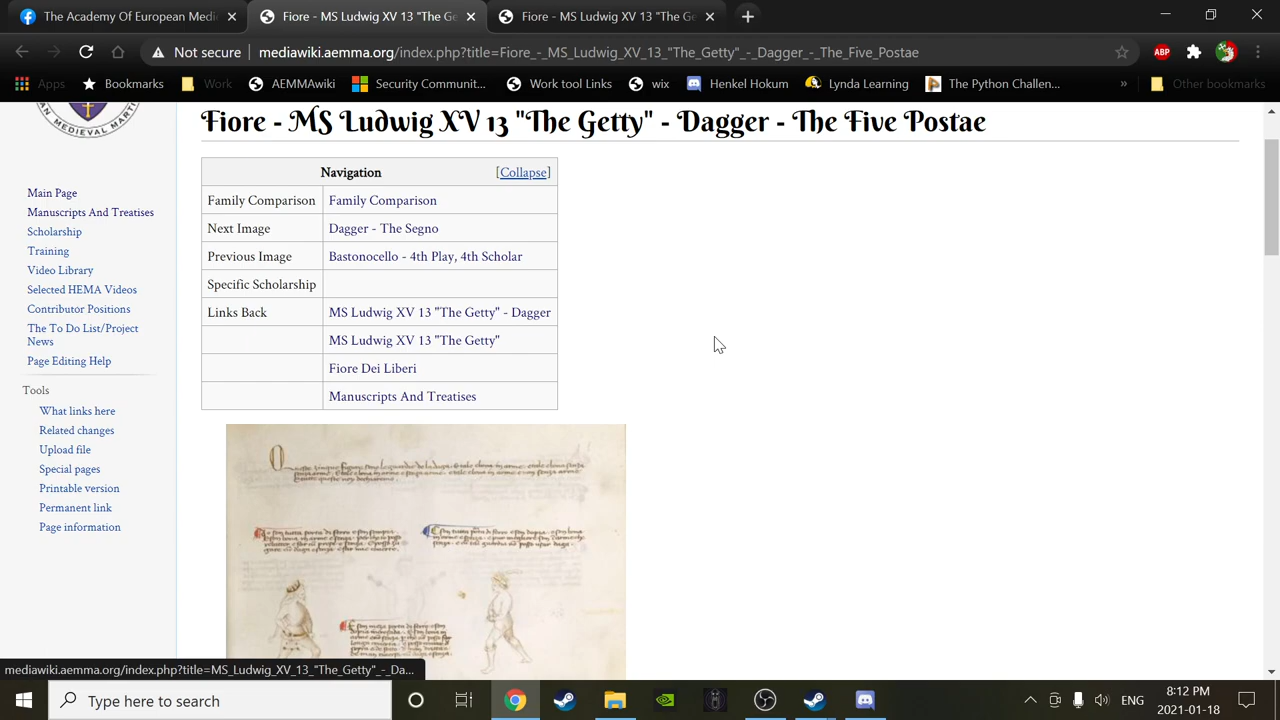 The Academy Of European Medi
Fiore - MS Ludwig XV 13 "The Ge
Fiore - MS Ludwig XV 13 "The Ge
Not secure
mediawiki.aemma.org/index.php?title=Fiore_-_MS_Ludwig_XV_13_"The_Getty"_-_Dagger_-_The_Five_Postae
ABP
Apps
Bookmarks
Work
AEMMAwiki
Security Communit...
Work tool Links
wix
Henkel Hokum
Lynda Learning
The Python Challen...
»
Other bookmarks
AN MEDIEVAL MARTI
Fiore - MS Ludwig XV 13 "The Getty" - Dagger - The Five Postae
Main Page
Manuscripts And Treatises
Scholarship
Training
Video Library
Selected HEMA Videos
Contributor Positions
The To Do List/Project
News
Page Editing Help
Tools
What links here
Related changes
Upload file
Special pages
Printable version
Permanent link
Page information
Navigation [Collapse]
Family Comparison Family Comparison
Next Image Dagger - The Segno
Previous Image Bastonocello - 4th Play, 4th Scholar
Specific Scholarship
Links Back MS Ludwig XV 13 "The Getty" - Dagger
MS Ludwig XV 13 "The Getty"
Fiore Dei Liberi
Manuscripts And Treatises
mediawiki.aemma.org/index.php?title=MS_Ludwig_XV_13_"The_Getty"_-_Da...
Type here to search
ENG
8:12 PM
2021-01-18